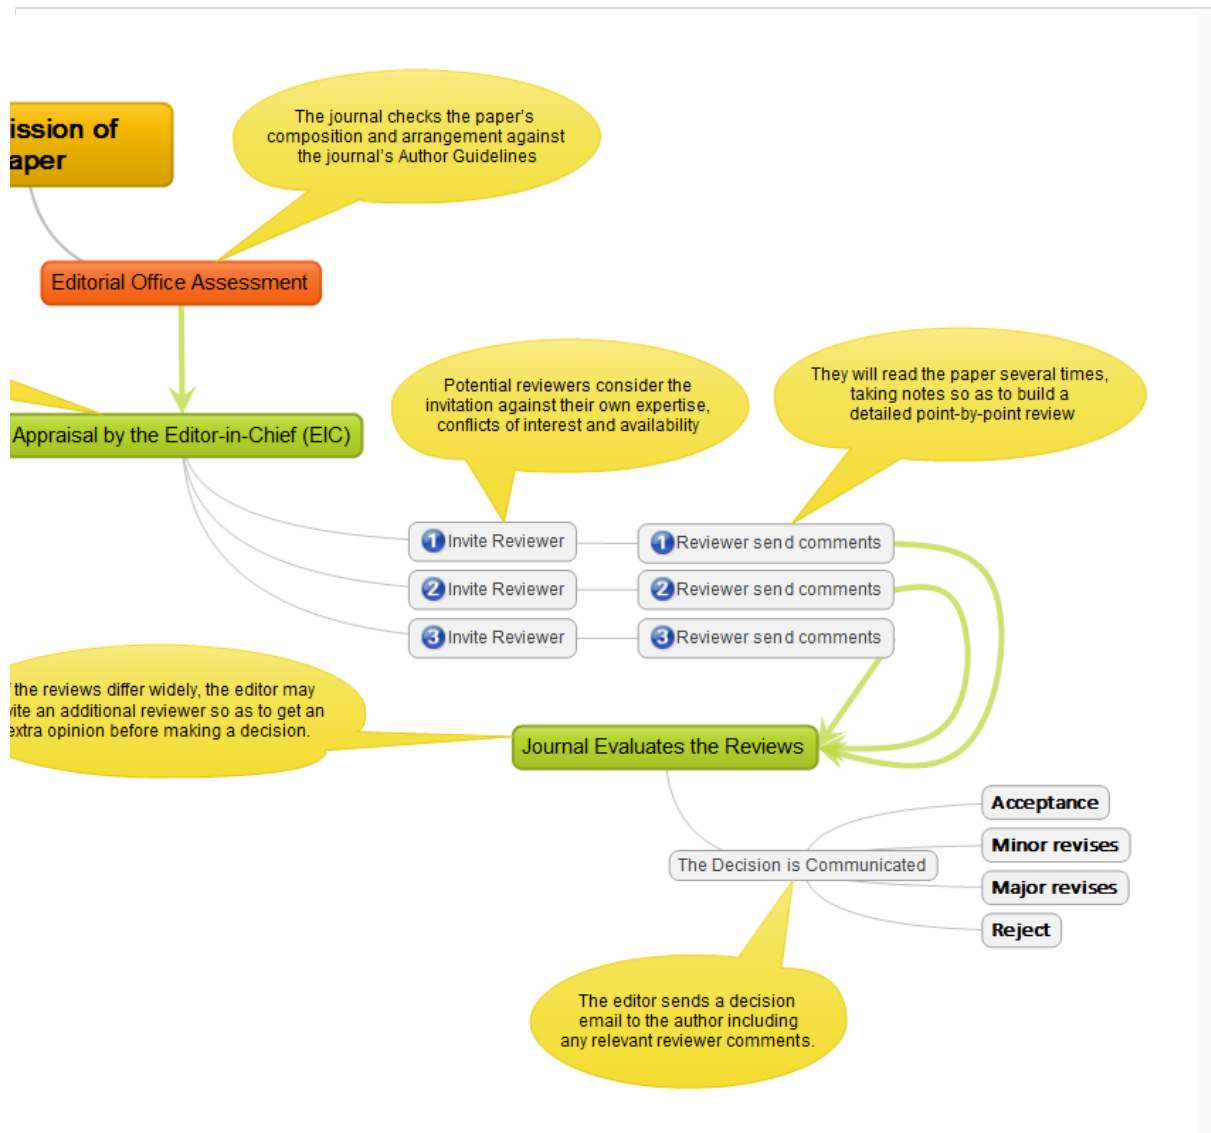 The journal checks the paper's
composition and arrangement against
the journal's Author Guidelines
ission of
aper
Editorial Office Assessment
Potential reviewers consider the
invitation against their own expertise,
conflicts of interest and availability
They will read the paper several times,
taking notes so as to build a
detailed point-by-point review
Appraisal by the Editor-in-Chief (EIC)
1 Invite Reviewer
1 Reviewer send comments
2 Invite Reviewer
2 Reviewer send comments
3 Invite Reviewer
3 Reviewer send comments
the reviews differ widely, the editor may
vite an additional reviewer so as to get an
extra opinion before making a decision.
Journal Evaluates the Reviews
Acceptance
Minor revises
The Decision is Communicated
Major revises
Reject
The editor sends a decision
email to the author including
any relevant reviewer comments.